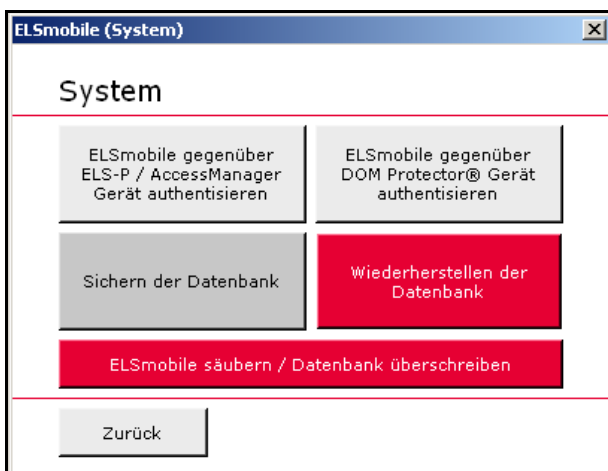 ELSmobile (System)
System
ELSmobile gegenüber
ELS-P / AccessManager
Gerät authentisieren
ELSmobile gegenüber
DOM Protector® Gerät
authentisieren
Sichern der Datenbank
Wiederherstellen der
Datenbank
ELSmobile säubern / Datenbank überschreiben
Zurück